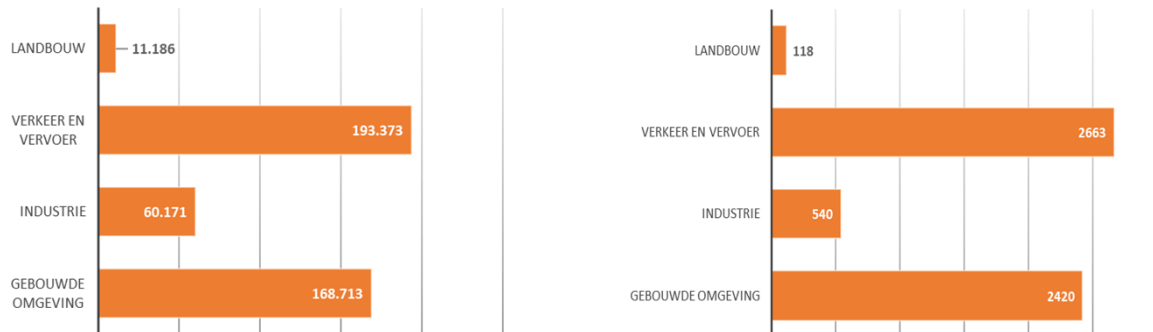 LANDBOUW
11.186
VERKEER EN
VERVOER
193.373
INDUSTRIE
60.171
GEBOUWDE
OMGEVING
168.713
LANDBOUW
118
VERKEER EN VERVOER
2663
INDUSTRIE
540
GEBOUWDE OMGEVING
2420